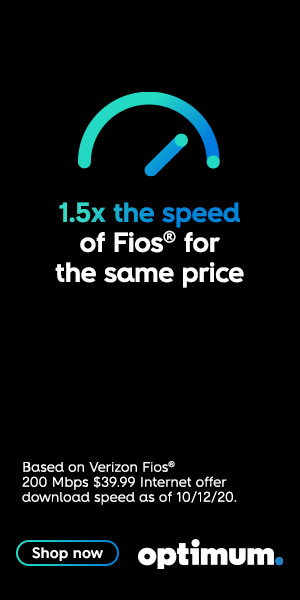 1.5x the speed
of Fios® for
the same price
Based on Verizon Fios®
200 Mbps $39.99 Internet offer
download speed as of 10/12/20.
Shop now
optimum.